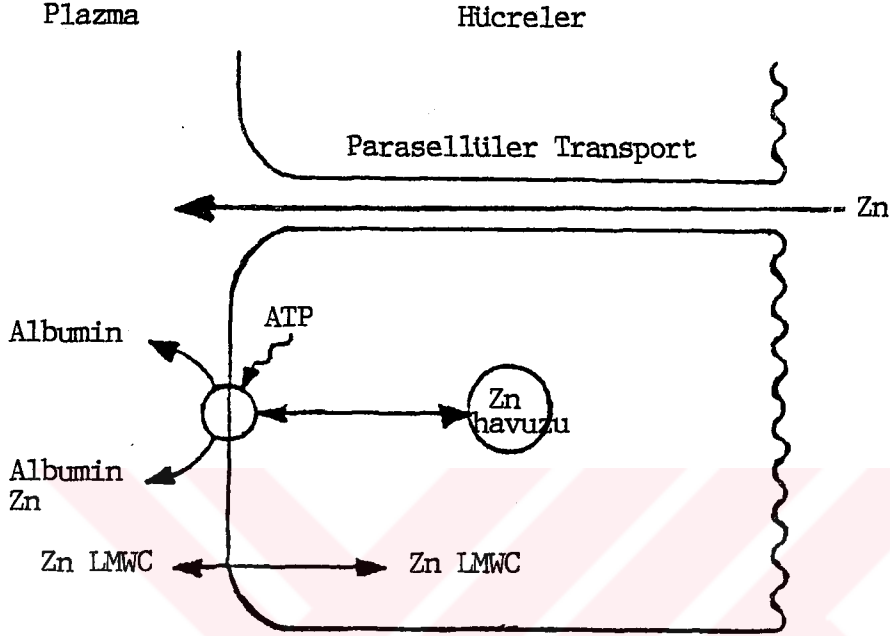 Plazma
Hücreler
Parasellüler Transport
Zn
ATP
Albumin
Zn
havuzu
Albumin
Zn
Zn LMWC
Zn LMWC